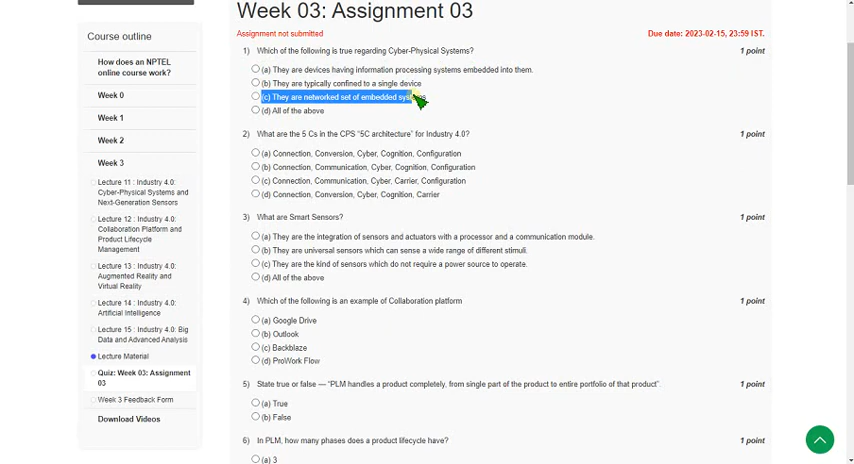 Week 03: Assignment 03
Assignment not submitted
Due date: 2023-02-15, 23:59 IST.
Course outline
How does an NPTEL
online course work?
Week 0
Week 1
Week 2
Week 3
Lecture 11 : Industry 4.0:
Cyber-Physical Systems and
Next-Generation Sensors
Lecture 12 : Industry 4.0:
Collaboration Platform and
Product Lifecycle
Management
Lecture 13 : Industry 4.0:
Augmented Reality and
Virtual Reality
Lecture 14 : Industry 4.0:
Artificial Intelligence
Lecture 15 : Industry 4.0: Big
Data and Advanced Analysis
Lecture Material
Quiz: Week 03: Assignment
03
Week 3 Feedback Form
Download Videos
1) Which of the following is true regarding Cyber-Physical Systems? 1 point
(a) They are devices having information processing systems embedded into them.
(b) They are typically confined to a single device
(c) They are networked set of embedded systems
(d) All of the above
2) What are the 5 Cs in the CPS "5C architecture" for Industry 4.0? 1 point
(a) Connection, Conversion, Cyber, Cognition, Configuration
(b) Connection, Communication, Cyber, Cognition, Configuration
(c) Connection, Communication, Cyber, Carrier, Configuration
(d) Connection, Conversion, Cyber, Cognition, Carrier
3) What are Smart Sensors? 1 point
(a) They are the integration of sensors and actuators with a processor and a communication module.
(b) They are universal sensors which can sense a wide range of different stimuli.
(c) They are the kind of sensors which do not require a power source to operate.
(d) All of the above
4) Which of the following is an example of Collaboration platform 1 point
(a) Google Drive
(b) Outlook
(c) Backblaze
(d) ProWork Flow
5) State true or false — "PLM handles a product completely, from single part of the product to entire portfolio of that product". 1 point
(a) True
(b) False
6) In PLM, how many phases does a product lifecycle have? 1 point
(a) 3